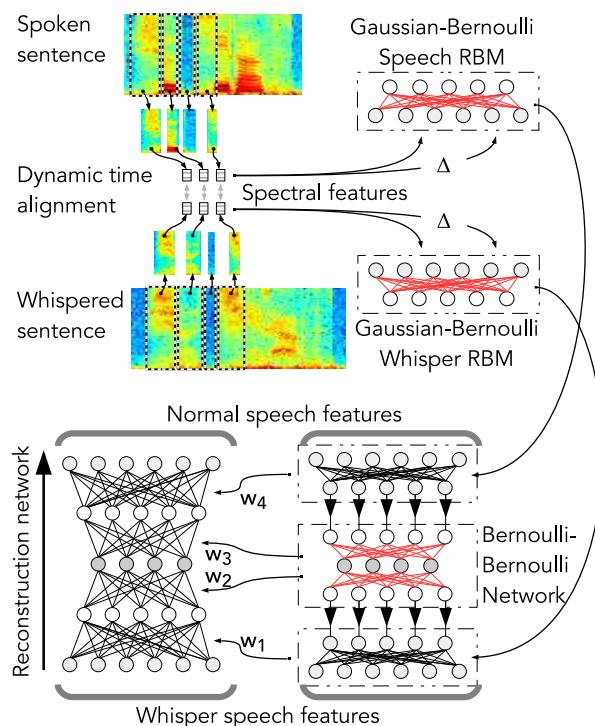 Spoken
sentence
Gaussian-Bernoulli
Speech RBM
Dynamic time
alignment
Spectral features
Δ
Δ
Whispered
sentence
Gaussian-Bernoulli
Whisper RBM
Normal speech features
Reconstruction network
w4
w3
w2
w1
Bernoulli-
Bernoulli
Network
Whisper speech features